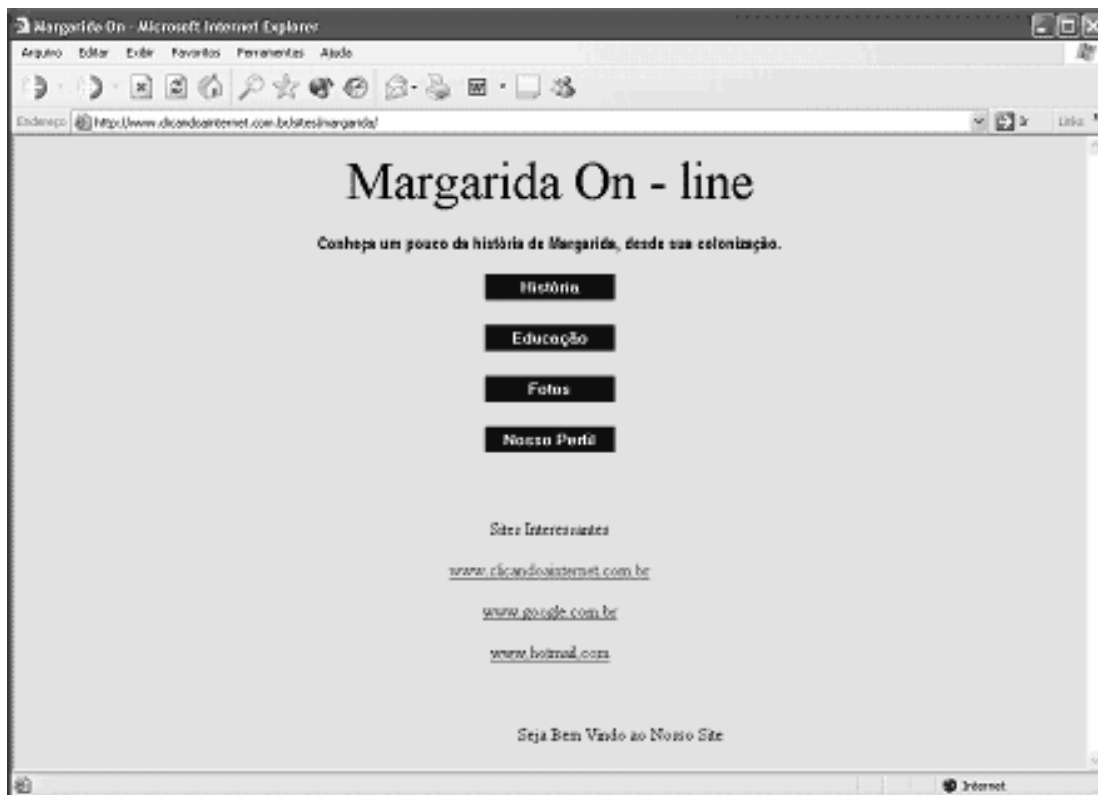 Margarida On - Microsoft Internet Explorer
Arquivo Editar Exibir Favoritos Ferramentas Ajuda
Endereço http://www.clicandoainternet.com.br/sites/margarida/ Ir Links
Margarida On - line
Conheça um pouco da história de Margarida, desde sua colonização.
História
Educação
Fotos
Nosso Perfil
Sites Interessantes
www.clicandoainternet.com.br
www.google.com.br
www.hotmail.com
Seja Bem Vindo ao Nosso Site
Internet